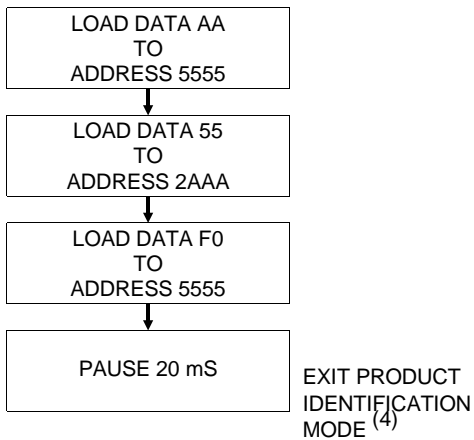 LOAD DATA AA
TO
ADDRESS 5555
LOAD DATA 55
TO
ADDRESS 2AAA
LOAD DATA F0
TO
ADDRESS 5555
PAUSE 20 mS
EXIT PRODUCT
IDENTIFICATION
MODE (4)